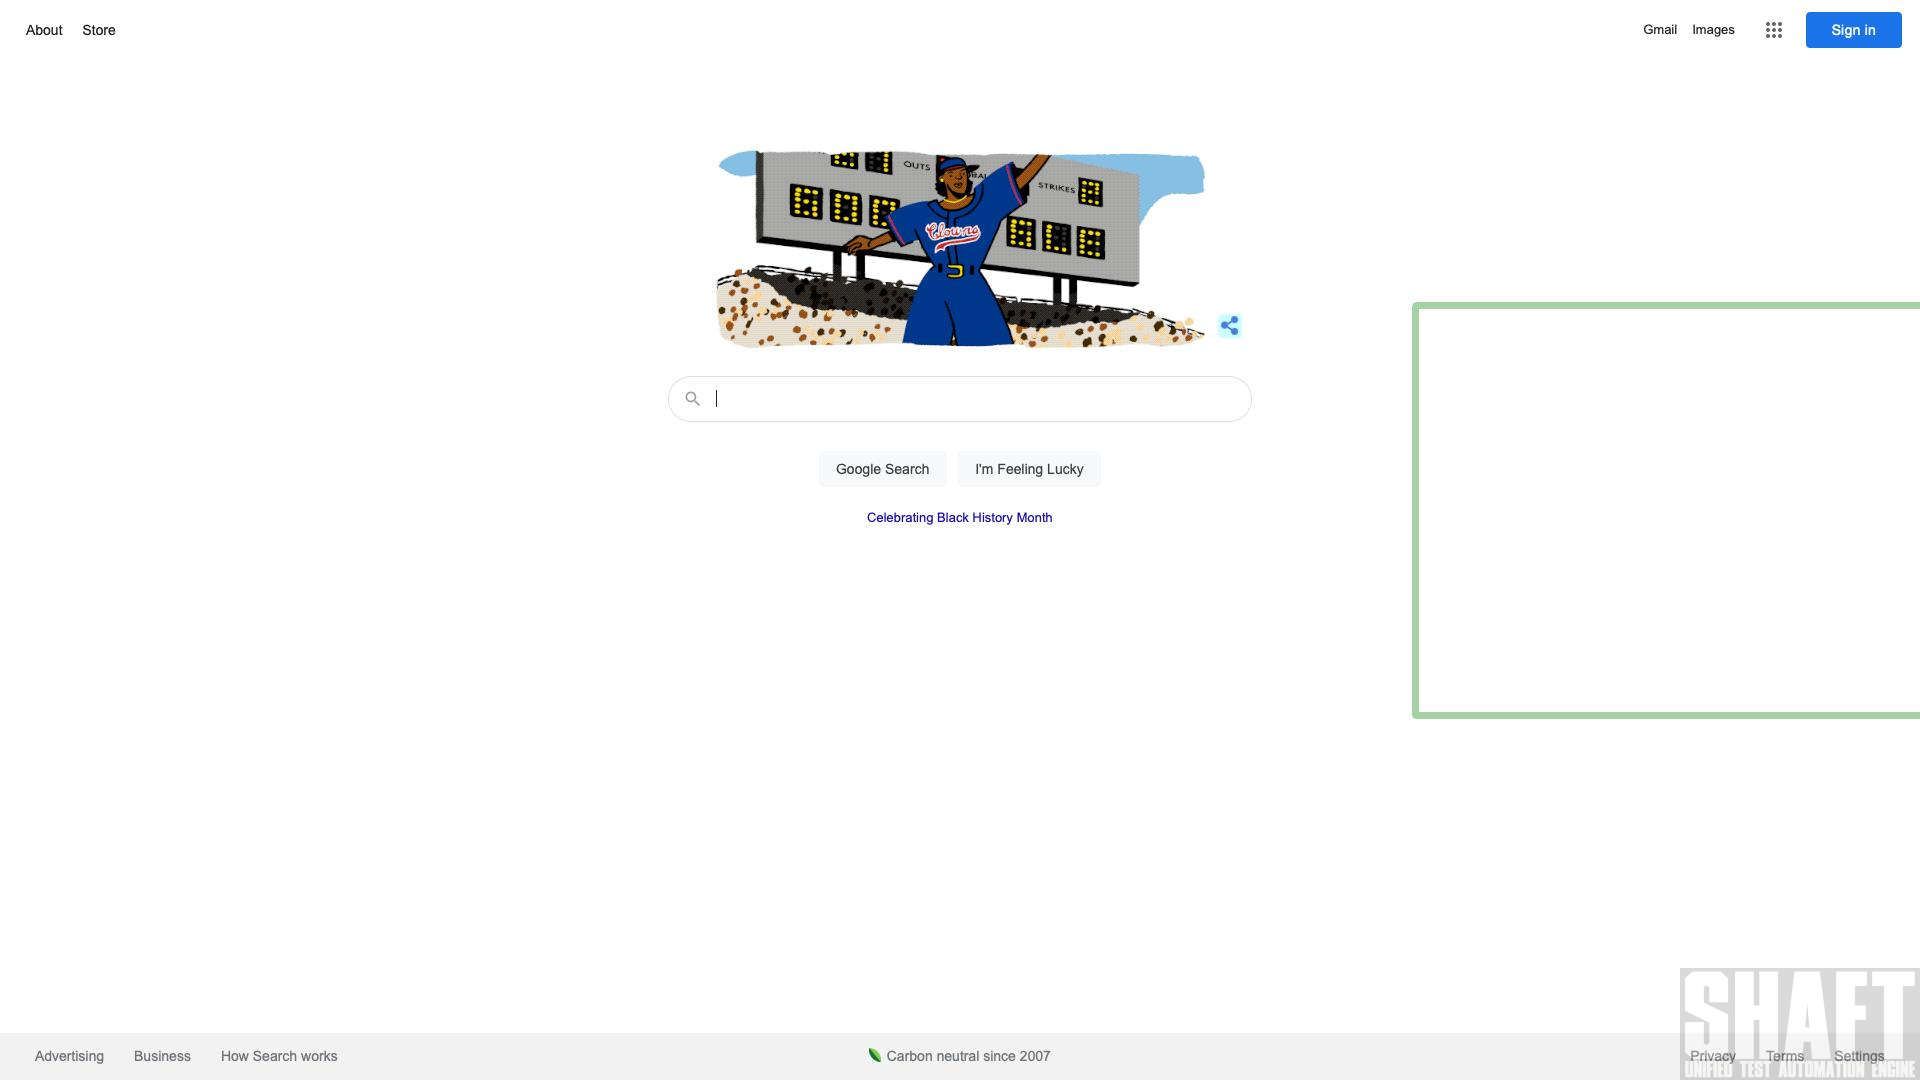 About Store
Gmail Images
Sign in
OUTS
STRIKES
Clowns
Google Search
I'm Feeling Lucky
Celebrating Black History Month
Advertising Business How Search works
Carbon neutral since 2007
SHAFT
Privacy Terms Settings
UNIFIED TEST AUTOMATION ENGINE